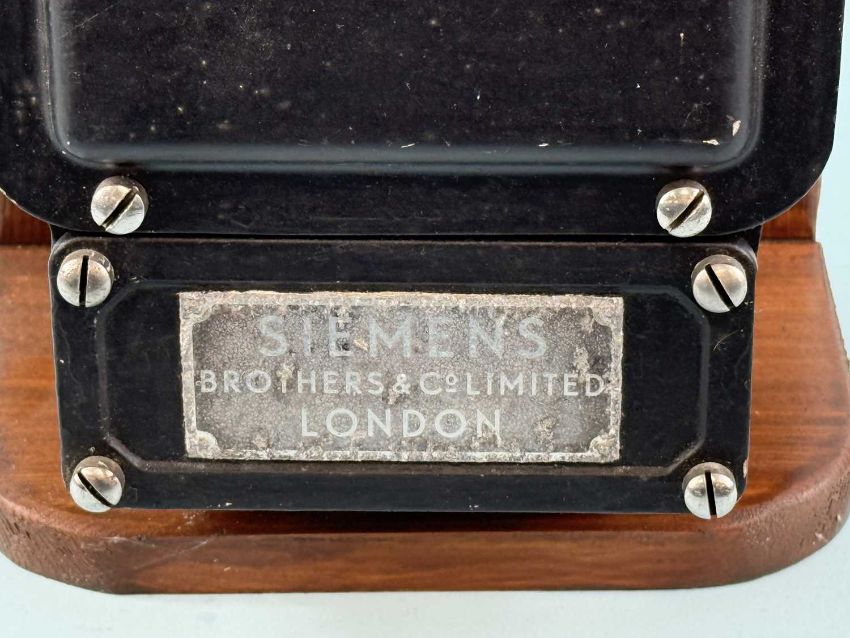 SIEMENS
BROTHERS & Cº LIMITED
LONDON